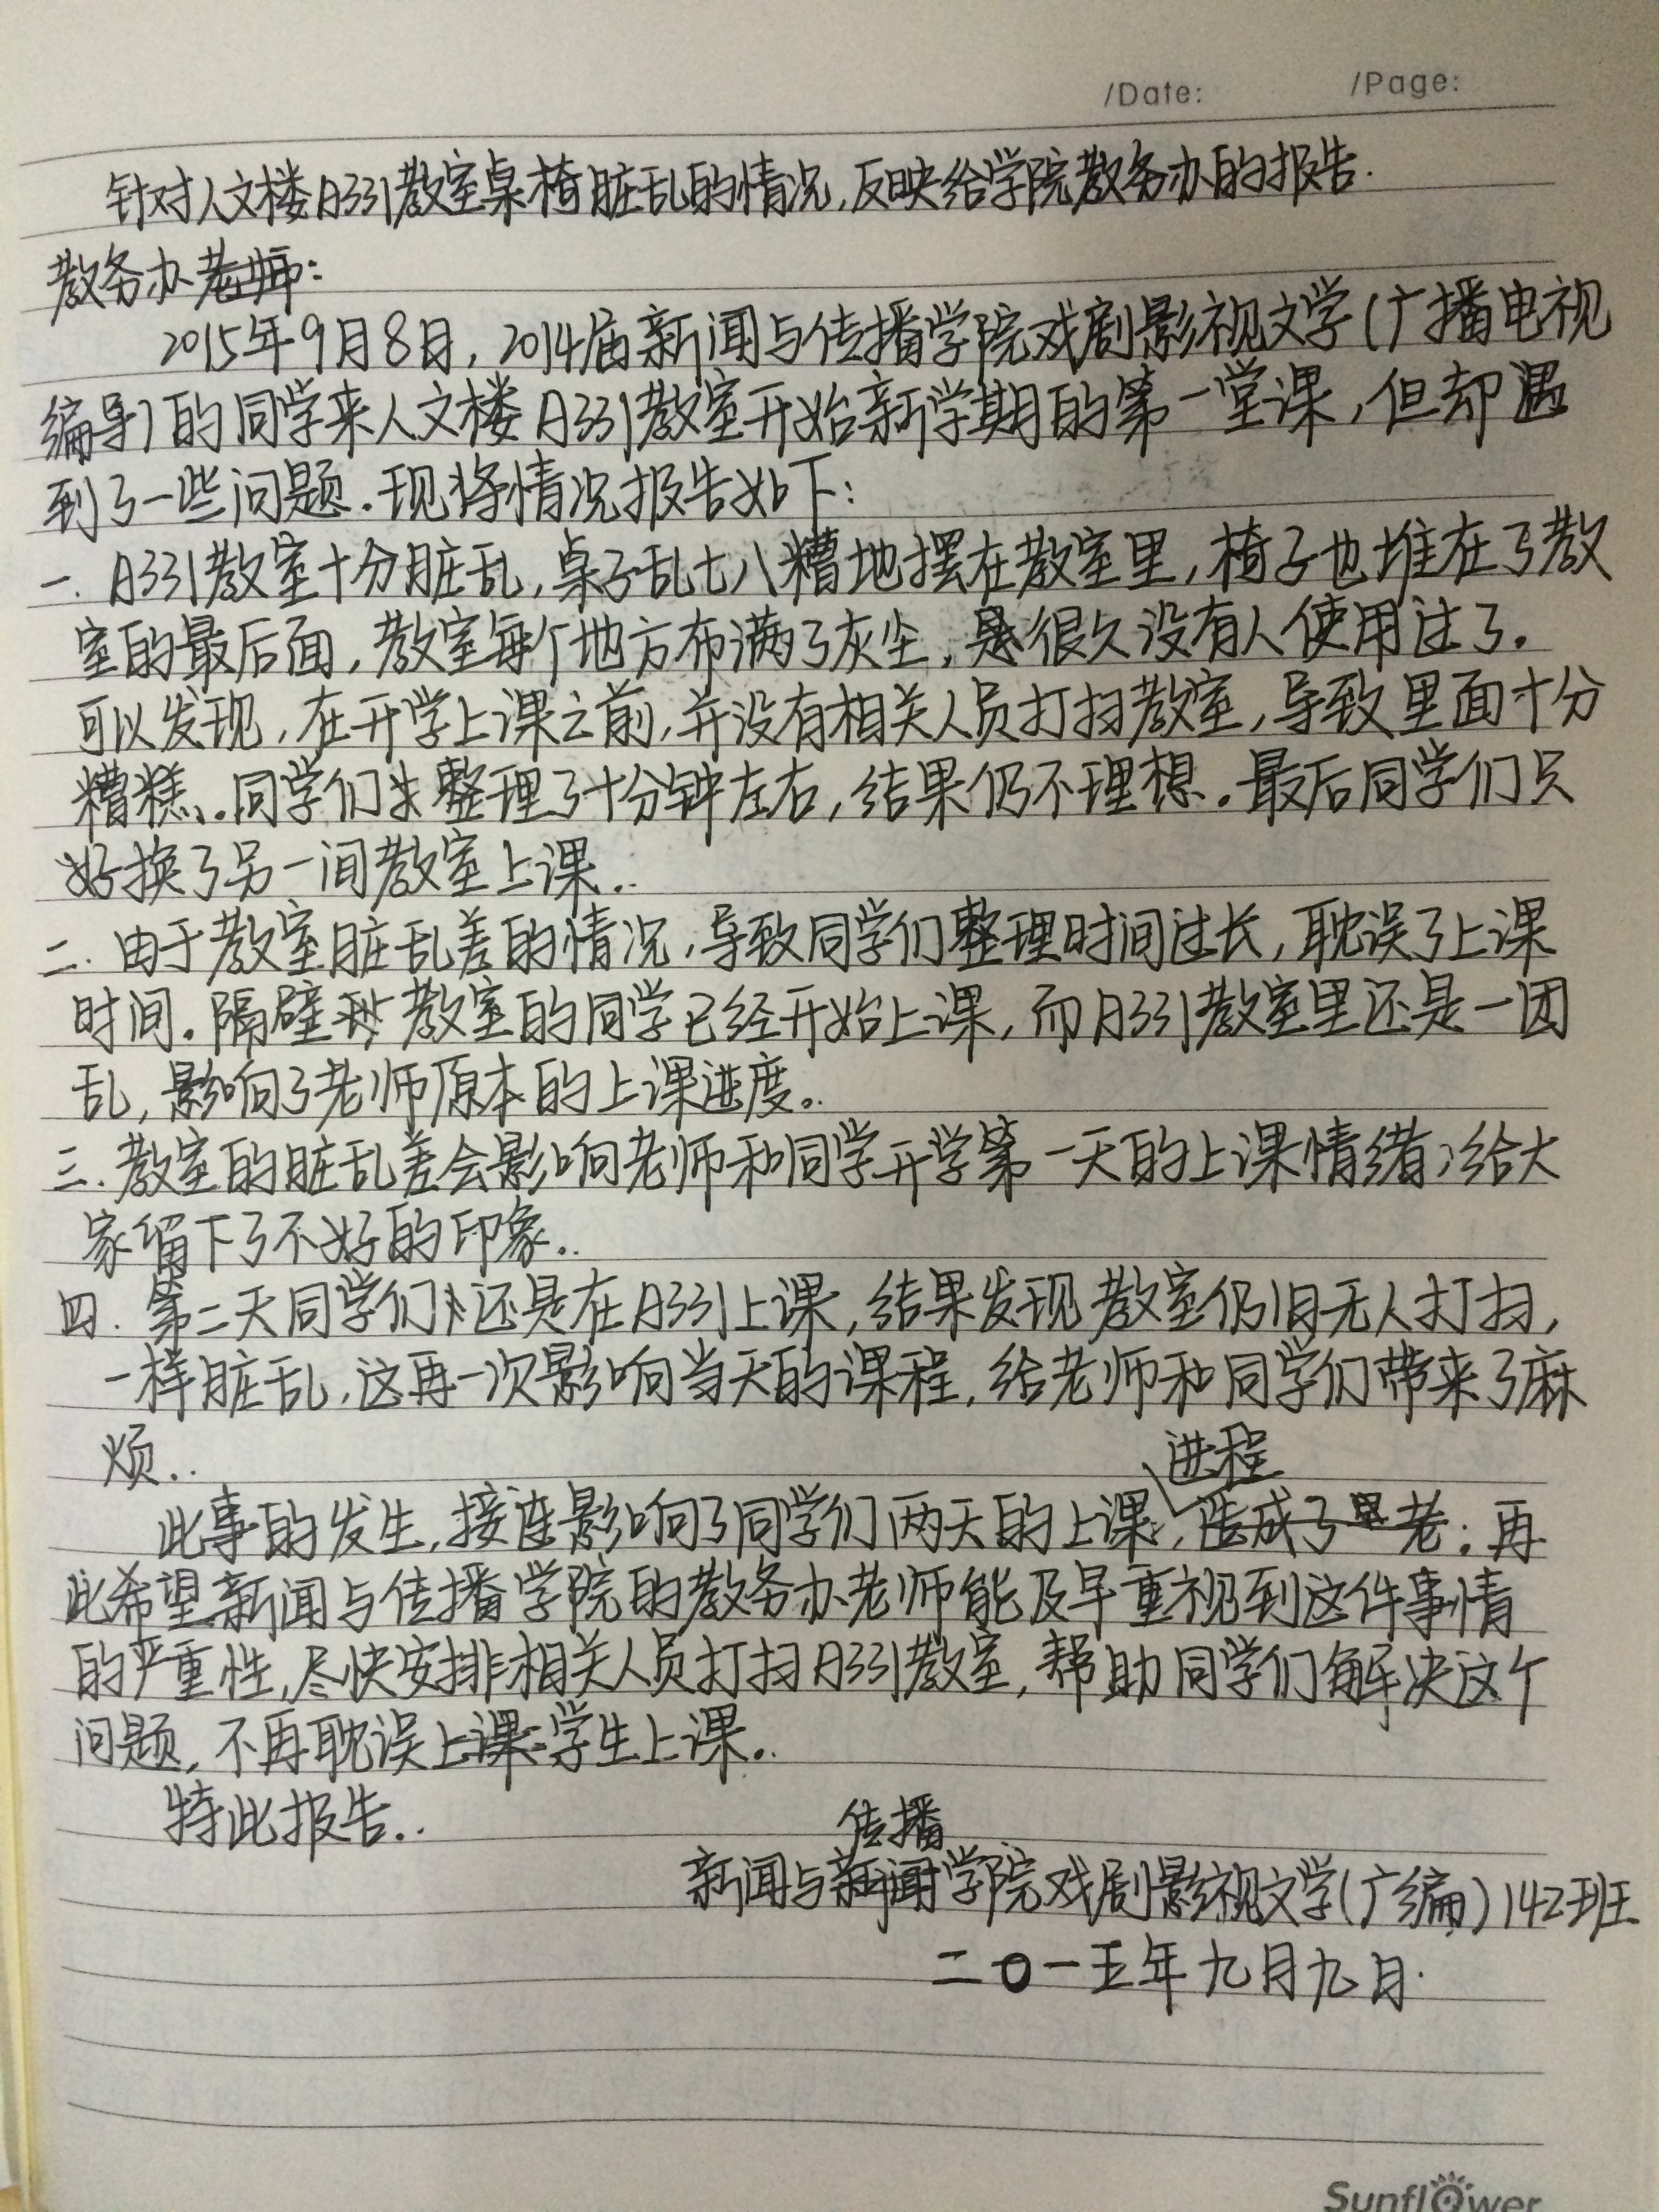 /Date: /Page:
针对人文楼A331教室桌椅脏乱的情况,反映给学院教务办的报告.
教务办老师:
2015年9月8日,2014届新闻与传播学院戏剧影视文学(广播电视
编导)的同学来人文楼A331教室开始新学期的第一堂课,但却遇
到了一些问题.现将情况报告如下:
一.A331教室十分脏乱,桌子乱七八糟地摆在教室里,椅子也堆在了教
室的最后面,教室每个地方布满了灰尘,是很久没有人使用过了.
可以发现,在开学上课之前,并没有相关人员打扫教室,导致里面十分
糟糕.同学们整理了十分钟左右,结果仍不理想.最后同学们只
好换了另一间教室上课.
二.由于教室脏乱差的情况,导致同学们整理时间过长,耽误了上课
时间.隔壁教室的同学已经开始上课,而A331教室里还是一团
乱,影响了老师原本的上课进度.
三.教室的脏乱差会影响老师和同学开学第一天的上课情绪;给大
家留下了不好的印象.
四.第二天同学们还是在A331上课,结果发现教室仍旧无人打扫,
一样脏乱,这再一次影响当天的课程,给老师和同学们带来了麻
烦.
进程
此事的发生,接连影响了同学们两天的上课,造成了 老.再
此希望新闻与传播学院的教务办老师能及早重视到这件事情
的严重性,尽快安排相关人员打扫A331教室,帮助同学们解决这个
问题,不再耽误上课学生上课.
特此报告.
传播
新闻与新闻学院戏剧影视文学(广编)142班
二〇一五年九月九日.
Sunflower